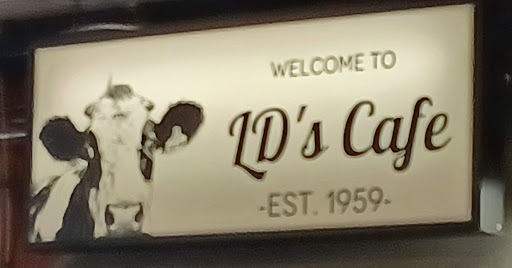 WELCOME TO
LD's Cafe
-EST. 1959-